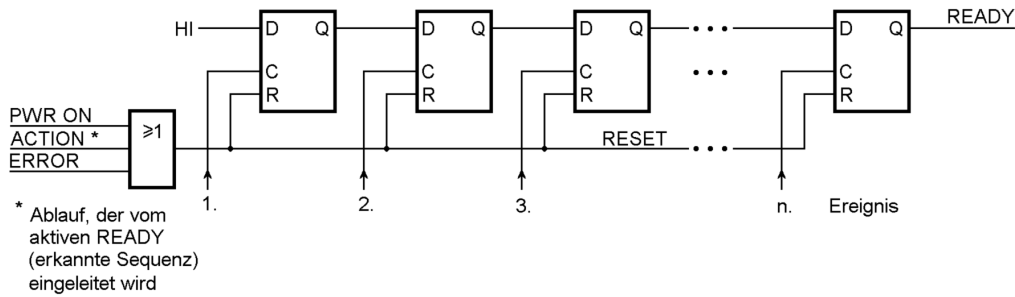 READY
HI D Q D Q D Q • • • D Q
C C C • • • C
R R R R
PWR ON
ACTION *
ERROR
≥1
RESET • • •
1. 2. 3. n. Ereignis
* Ablauf, der vom
aktiven READY
(erkannte Sequenz)
eingeleitet wird